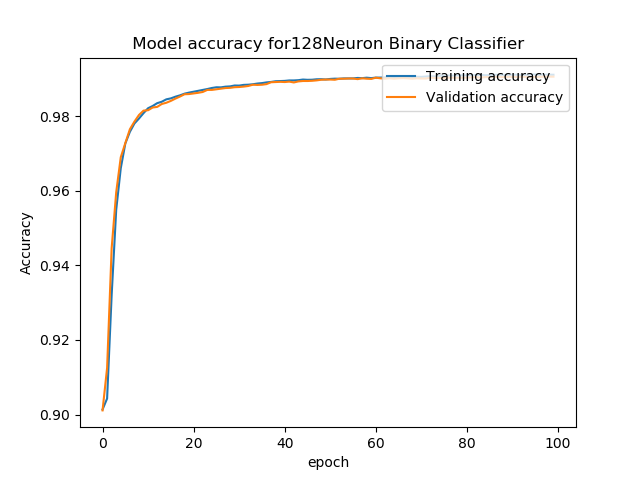 Model accuracy for128Neuron Binary Classifier
Training accuracy
Validation accuracy
0.98
0.96
0.94
0.92
0.90
Accuracy
0 20 40 60 80 100
epoch